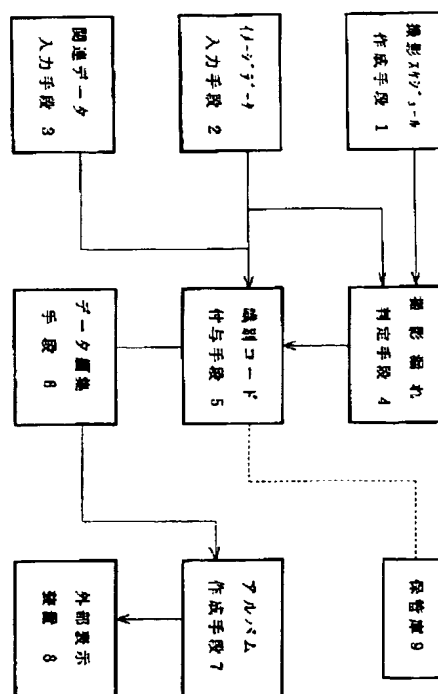 撮影スケジュール
作成手段 1
イメージデータ
入力手段 2
関連データ
入力手段 3
撮影漏れ
判定手段 4
識別コード
付与手段 5
データ編集
手段 6
保管庫 9
アルバム
作成手段 7
外部表示
装置 8